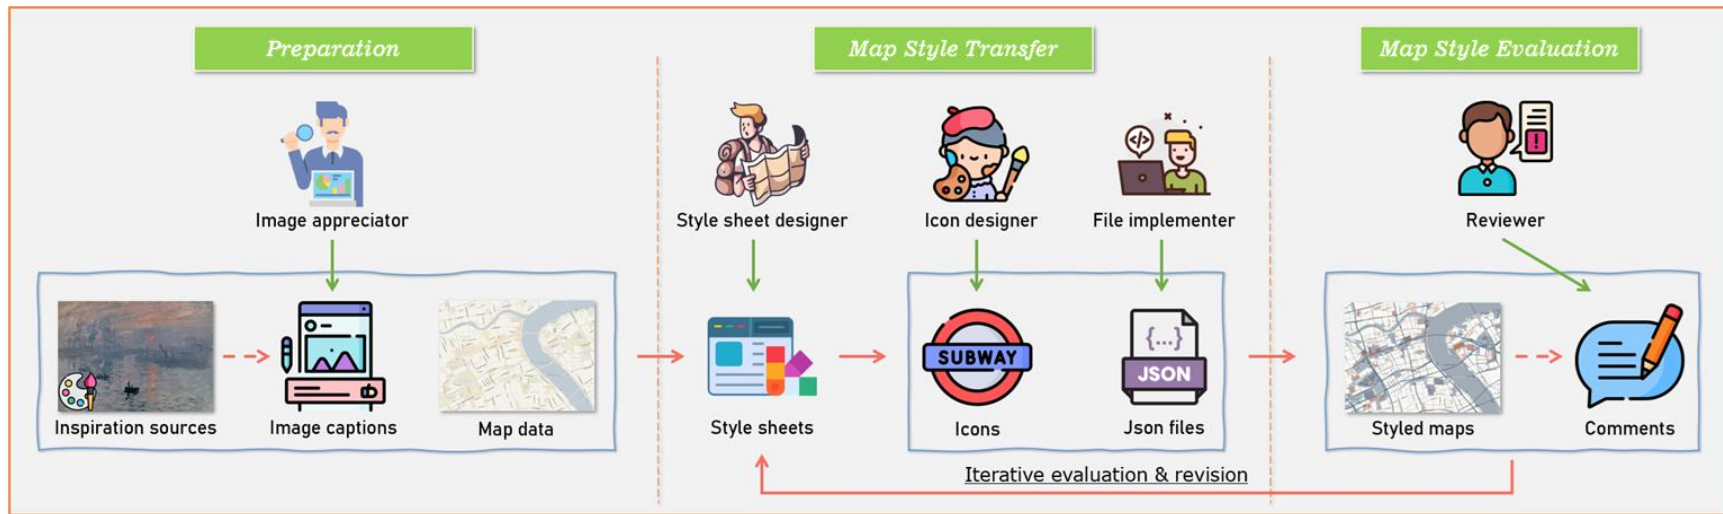 Preparation
Map Style Transfer
Map Style Evaluation
Image appreciator
Style sheet designer
Icon designer
File implementer
Reviewer
</>
!
SUBWAY
{...}
JSON
Inspiration sources
Image captions
Map data
Style sheets
Icons
Json files
Styled maps
Comments
Iterative evaluation & revision